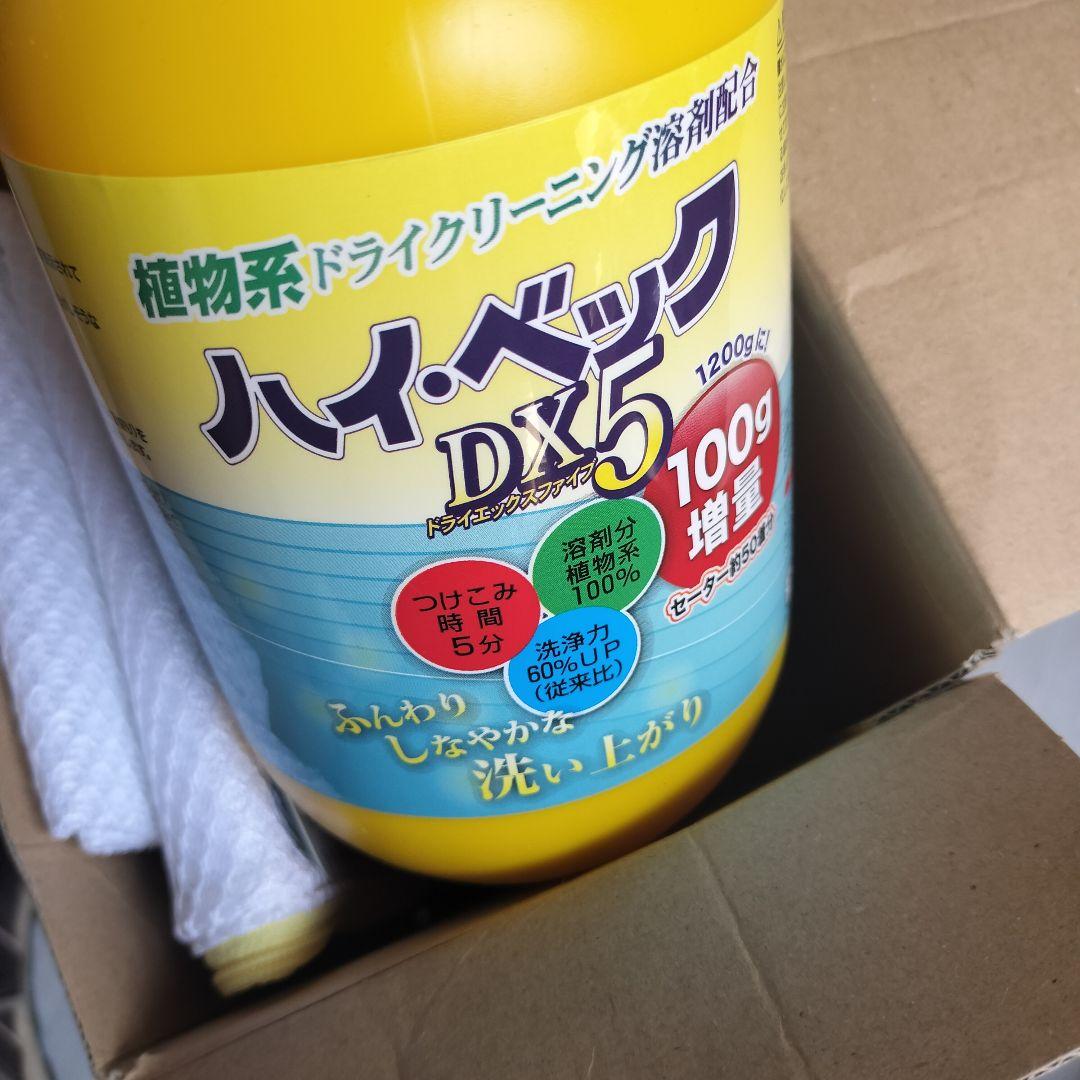 植物系ドライクリーニング溶剤配合
ハイ・ベック
DX5
ドライエックスファイブ
1200gに!
100g
増量
セーター約50着分
溶剤分
植物系
100%
つけこみ
時間
5分
洗浄力
60%UP
(従来比)
ふんわり
しなやかな
洗い上がり